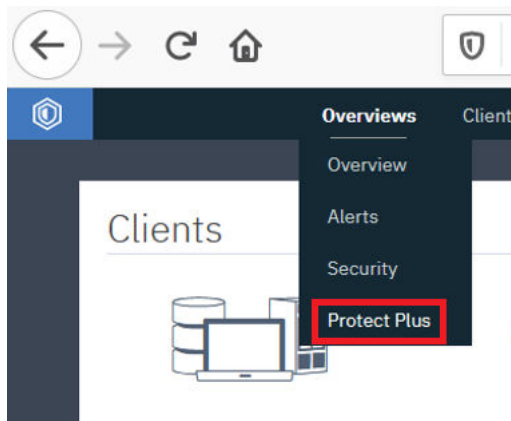 Overviews Client
Overview
Alerts
Clients
Security
Protect Plus